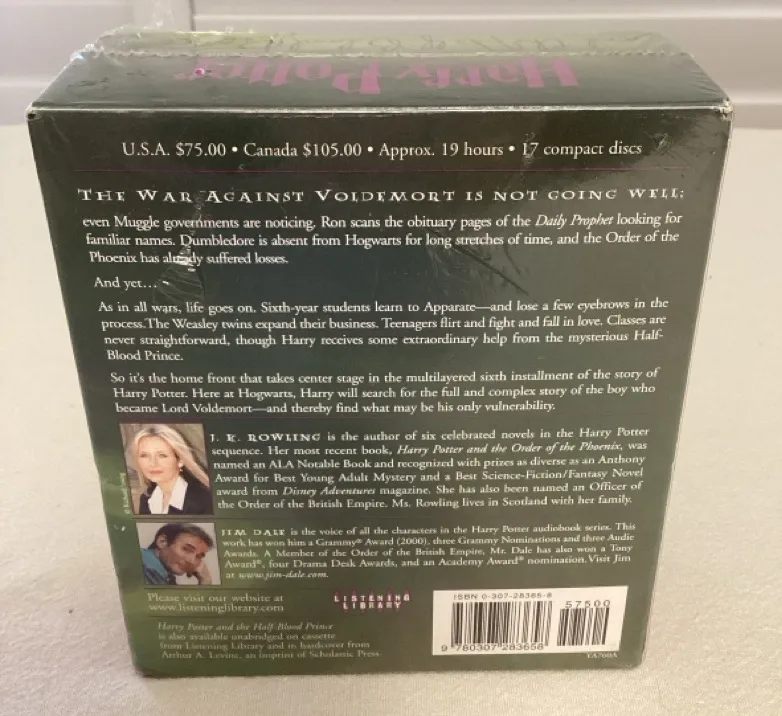 Harry Potter
U.S.A. $75.00 • Canada $105.00 • Approx. 19 hours • 17 compact discs
THE WAR AGAINST VOLDEMORT IS NOT GOING WELL;
even Muggle governments are noticing. Ron scans the obituary pages of the Daily Prophet looking for
familiar names. Dumbledore is absent from Hogwarts for long stretches of time, and the Order of the
Phoenix has already suffered losses.
And yet…
As in all wars, life goes on. Sixth-year students learn to Apparate—and lose a few eyebrows in the
process. The Weasley twins expand their business. Teenagers flirt and fight and fall in love. Classes are
never straightforward, though Harry receives some extraordinary help from the mysterious Half-
Blood Prince.
So it's the home front that takes center stage in the multilayered sixth installment of the story of
Harry Potter. Here at Hogwarts, Harry will search for the full and complex story of the boy who
became Lord Voldemort—and thereby find what may be his only vulnerability.
J. K. ROWLING is the author of six celebrated novels in the Harry Potter
sequence. Her most recent book, Harry Potter and the Order of the Phoenix, was
named an ALA Notable Book and recognized with prizes as diverse as an Anthony
Award for Best Young Adult Mystery and a Best Science-Fiction/Fantasy Novel
award from Disney Adventures magazine. She has also been named an Officer of
the Order of the British Empire. Ms. Rowling lives in Scotland with her family.
JIM DALE is the voice of all the characters in the Harry Potter audiobook series. This
work has won him a Grammy® Award (2000), three Grammy Nominations and three Audie
Awards. A Member of the Order of the British Empire, Mr. Dale has also won a Tony
Award®, four Drama Desk Awards, and an Academy Award® nomination. Visit Jim
at www.jim-dale.com.
Please visit our website at
www.listeninglibrary.com
LISTENING
LIBRARY
Harry Potter and the Half-Blood Prince
is also available unabridged on cassette
from Listening Library and in hardcover from
Arthur A. Levine, an imprint of Scholastic Press.
ISBN 0-307-28365-8
57500
9 780307 283658
YA700A